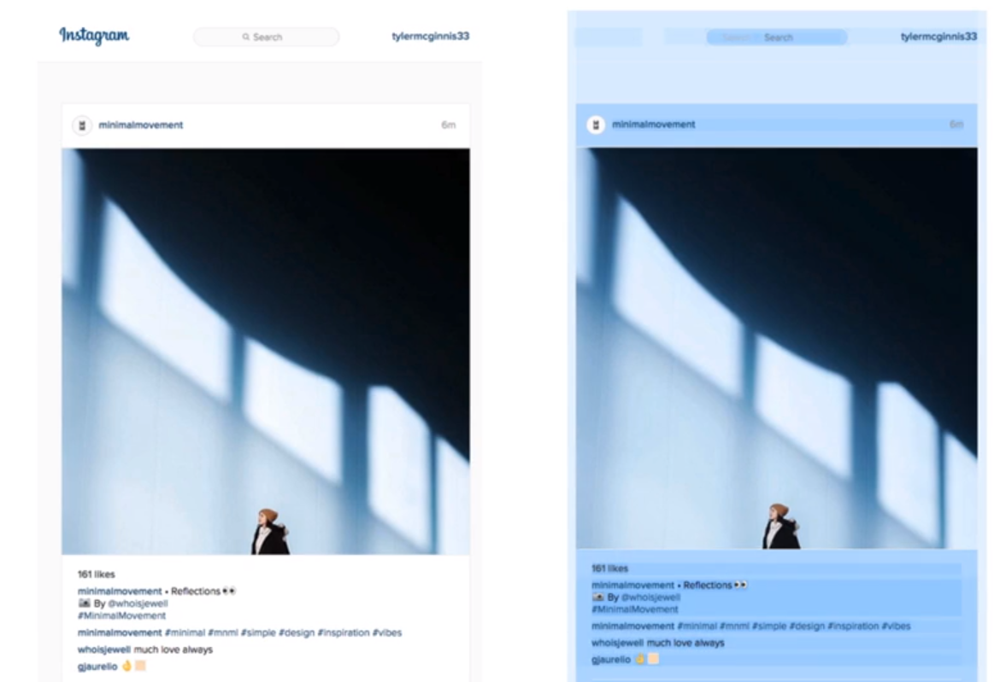 Instagram
Search
tylermcginnis33
minimalmovement
6m
161 likes
minimalmovement • Reflections 👀
📷 By @whoisjewell
#MinimalMovement
minimalmovement #minimal #mnml #simple #design #inspiration #vibes
whoisjewell much love always
gjaurelio 👌🏻
Search
tylermcginnis33
minimalmovement
6m
161 likes
minimalmovement • Reflections 👀
📷 By @whoisjewell
#MinimalMovement
minimalmovement #minimal #mnml #simple #design #inspiration #vibes
whoisjewell much love always
gjaurelio